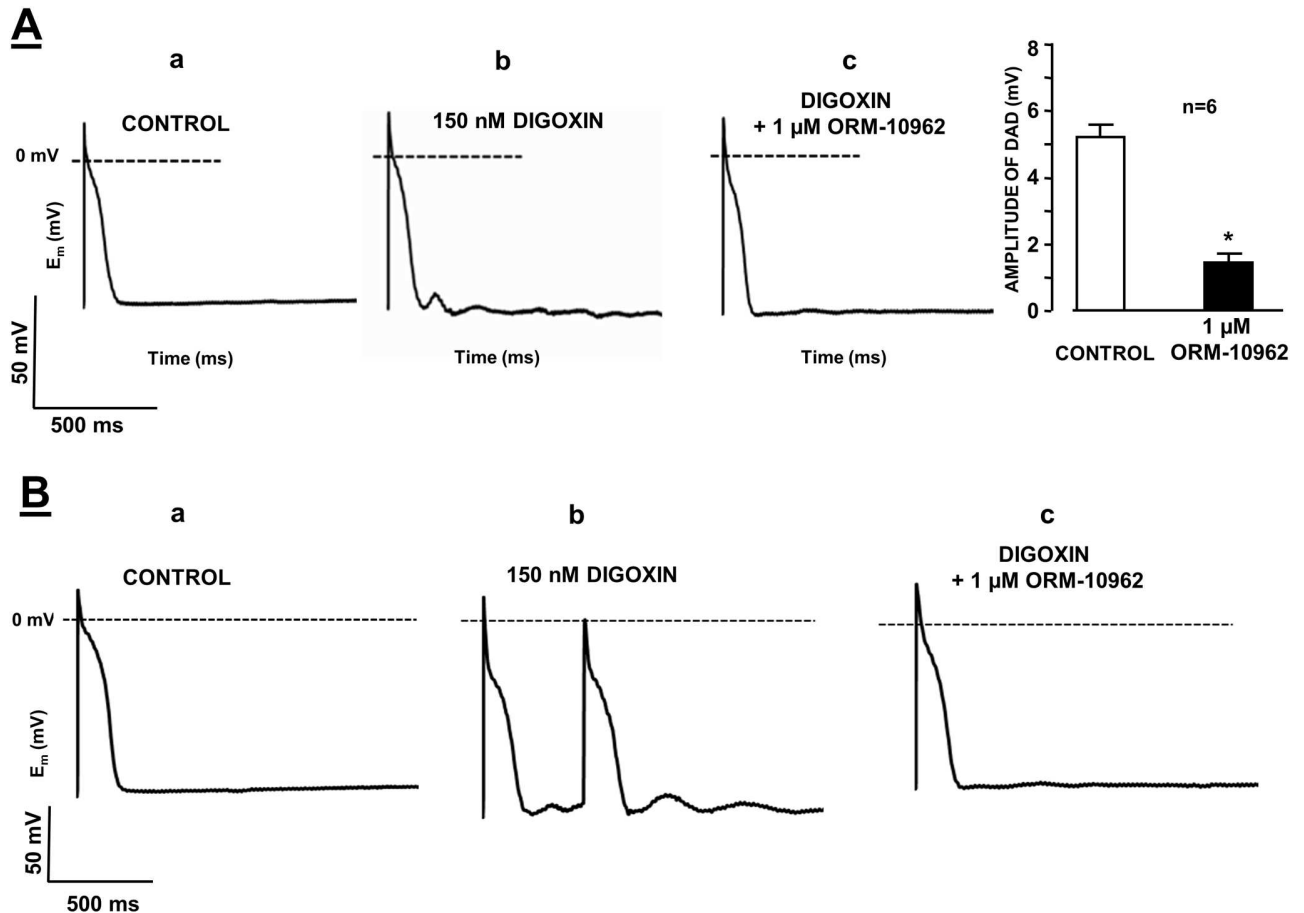 A
a
b
c
CONTROL
150 nM DIGOXIN
DIGOXIN
+ 1 µM ORM-10962
0 mV
Em (mV)
Time (ms)
Time (ms)
Time (ms)
50 mV
500 ms
AMPLITUDE OF DAD (mV)
8
6
4
2
0
n=6
*
CONTROL
1 µM
ORM-10962
B
a
b
c
CONTROL
150 nM DIGOXIN
DIGOXIN
+ 1 µM ORM-10962
0 mV
Em (mV)
50 mV
500 ms